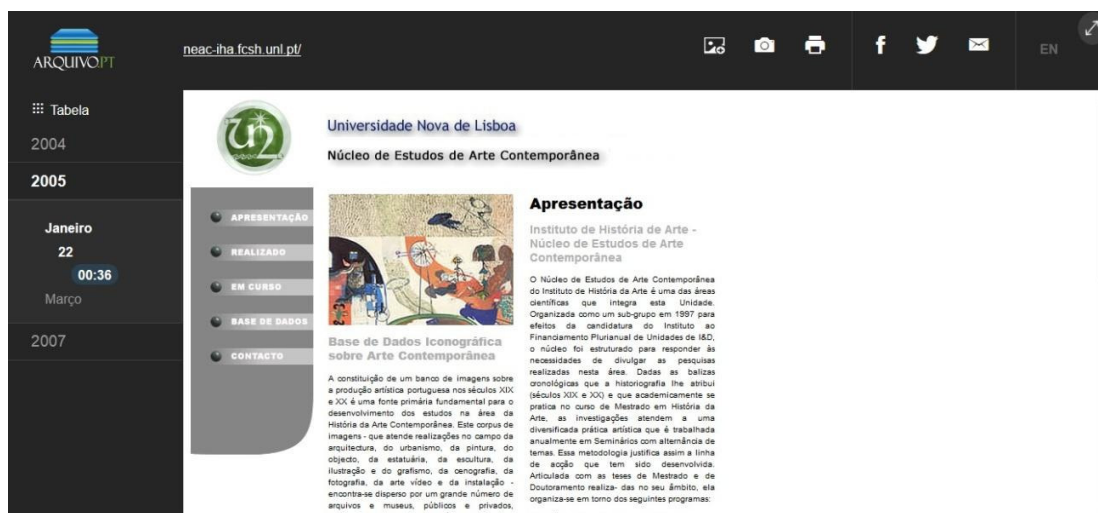 ARQUIVO.PT
neac-iha.fcsh.unl.pt/
f
EN
Tabela
2004
2005
Janeiro
22
00:36
Março
2007
Universidade Nova de Lisboa
Núcleo de Estudos de Arte Contemporânea
APRESENTAÇÃO
REALIZADO
EM CURSO
BASE DE DADOS
CONTACTO
Base de Dados Iconográfica
sobre Arte Contemporânea
A constituição de um banco de imagens sobre
a produção artística portuguesa nos séculos XIX
e XX é uma fonte primária fundamental para o
desenvolvimento dos estudos na área da
História da Arte Contemporânea. Este corpus de
imagens - que atende realizações no campo da
arquitectura, do urbanismo, da pintura, do
objecto, da estatuária, da escultura, da
ilustração e do grafismo, da cenografia, da
fotografia, da arte vídeo e da instalação -
encontra-se disperso por um grande número de
arquivos e museus, públicos e privados,
Apresentação
Instituto de História de Arte -
Núcleo de Estudos de Arte
Contemporânea
O Núcleo de Estudos de Arte Contemporânea
do Instituto de História da Arte é uma das áreas
científicas que integra esta Unidade.
Organizada como um sub-grupo em 1997 para
efeitos da candidatura do Instituto ao
Financiamento Plurianual de Unidades de I&D,
o núcleo foi estruturado para responder às
necessidades de divulgar as pesquisas
realizadas nesta área. Dadas as balizas
cronológicas que a historiografia lhe atribui
(séculos XIX e XX) e que academicamente se
pratica no curso de Mestrado em História da
Arte, as investigações atendem a uma
diversificada prática artística que é trabalhada
anualmente em Seminários com alternância de
temas. Essa metodologia justifica assim a linha
de acção que tem sido desenvolvida.
Articulada com as teses de Mestrado e de
Doutoramento realiza- das no seu âmbito, ela
organiza-se em torno dos seguintes programas: